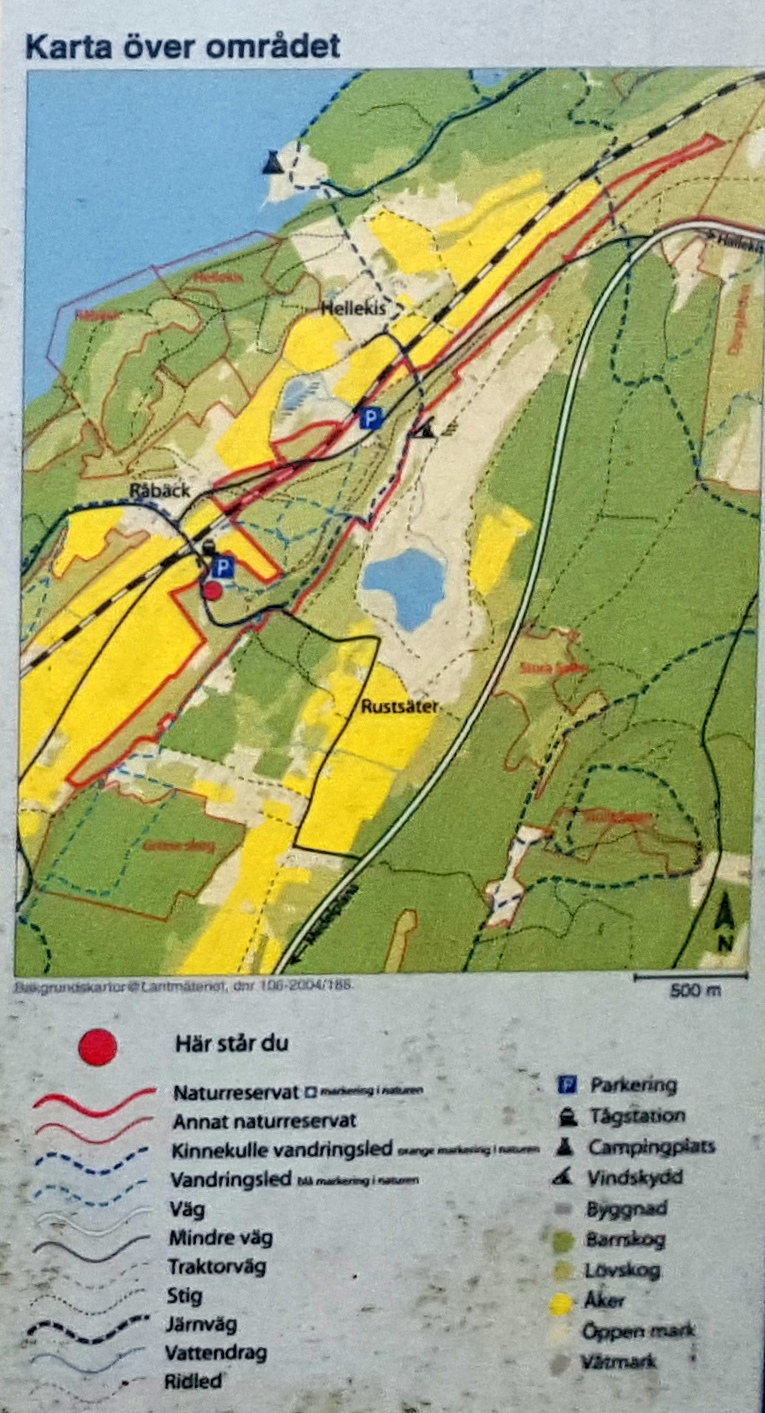 Karta över området
Hällekis
Hellekis
Råbäck
Hellekis
P
Råbäck
P
Rustsäter
N
Bakgrundskartor©Lantmäteriet, dnr 106-2004/188.
500 m
Här står du
Naturreservat markering i naturen
Annat naturreservat
Kinnekulle vandringsled orange markering i naturen
Vandringsled blå markering i naturen
Väg
Mindre väg
Traktorväg
Stig
Järnväg
Vattendrag
Ridled
P Parkering
Tågstation
Campingplats
Vindskydd
Byggnad
Barrskog
Lövskog
Åker
Öppen mark
Våtmark